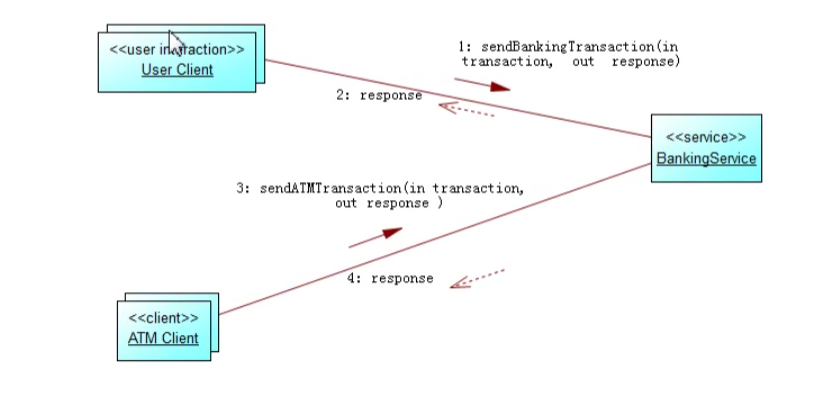 <<user interaction>>
User Client
1: sendBankingTransaction(in
transaction, out response)
2: response
<<service>>
BankingService
3: sendATMTransaction(in transaction,
out response )
4: response
<<client>>
ATM Client